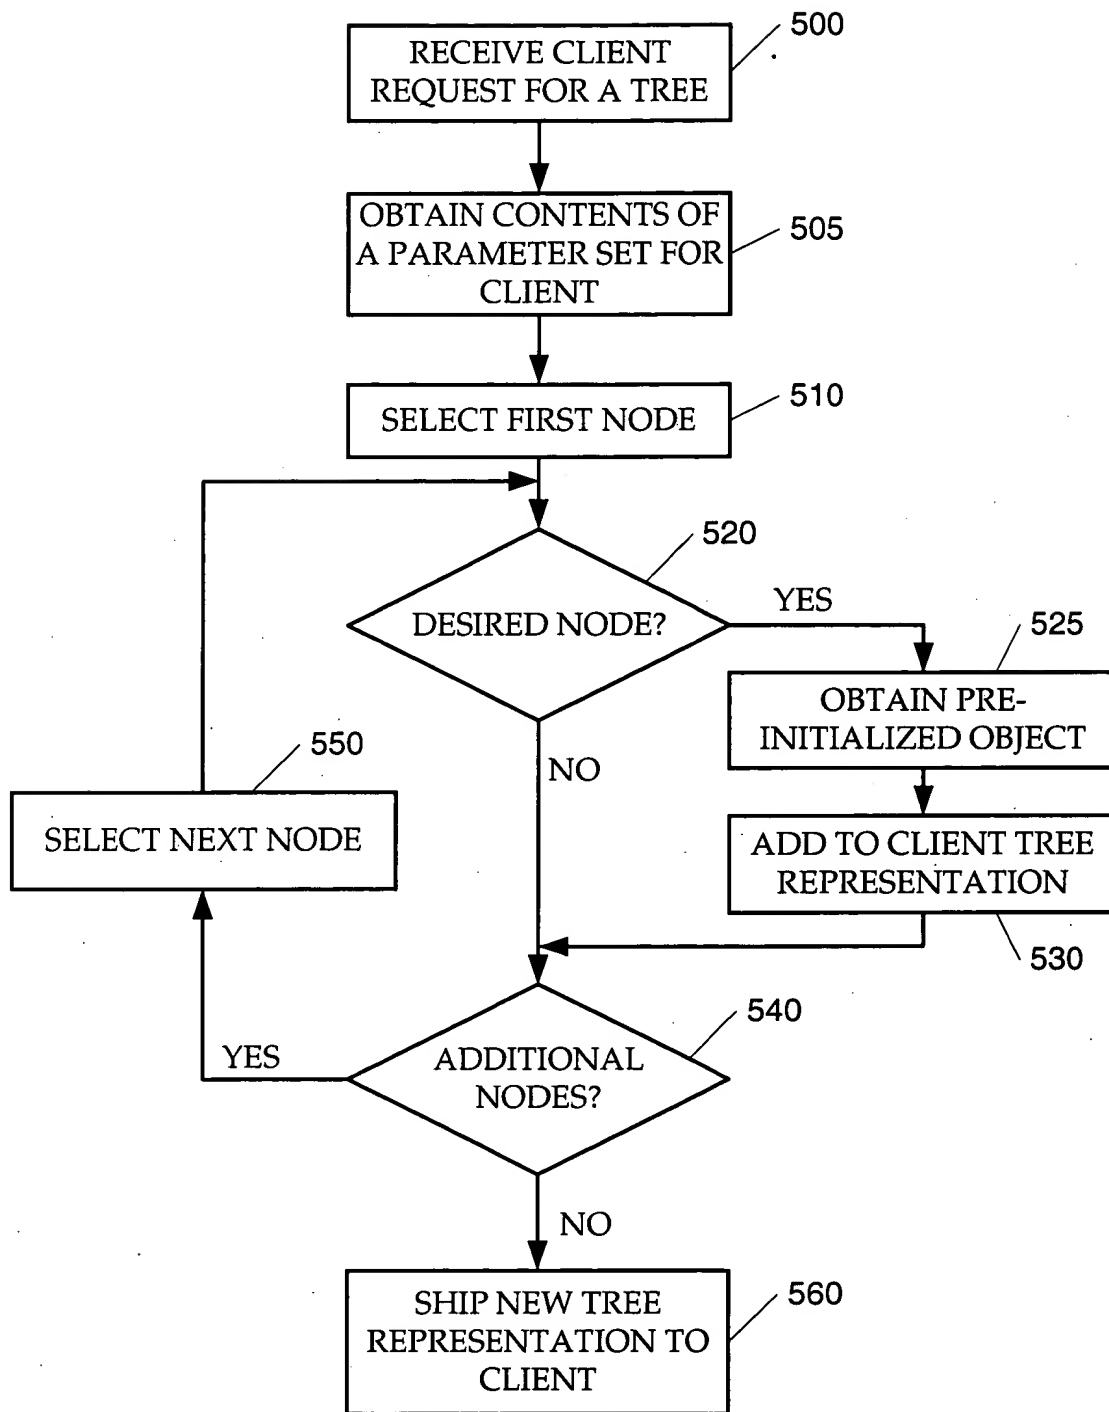 500
RECEIVE CLIENT
REQUEST FOR A TREE
505
OBTAIN CONTENTS OF
A PARAMETER SET FOR
CLIENT
510
SELECT FIRST NODE
520
DESIRED NODE?
YES
525
OBTAIN PRE-
INITIALIZED OBJECT
NO
550
SELECT NEXT NODE
ADD TO CLIENT TREE
REPRESENTATION
530
540
YES
ADDITIONAL
NODES?
NO
560
SHIP NEW TREE
REPRESENTATION TO
CLIENT